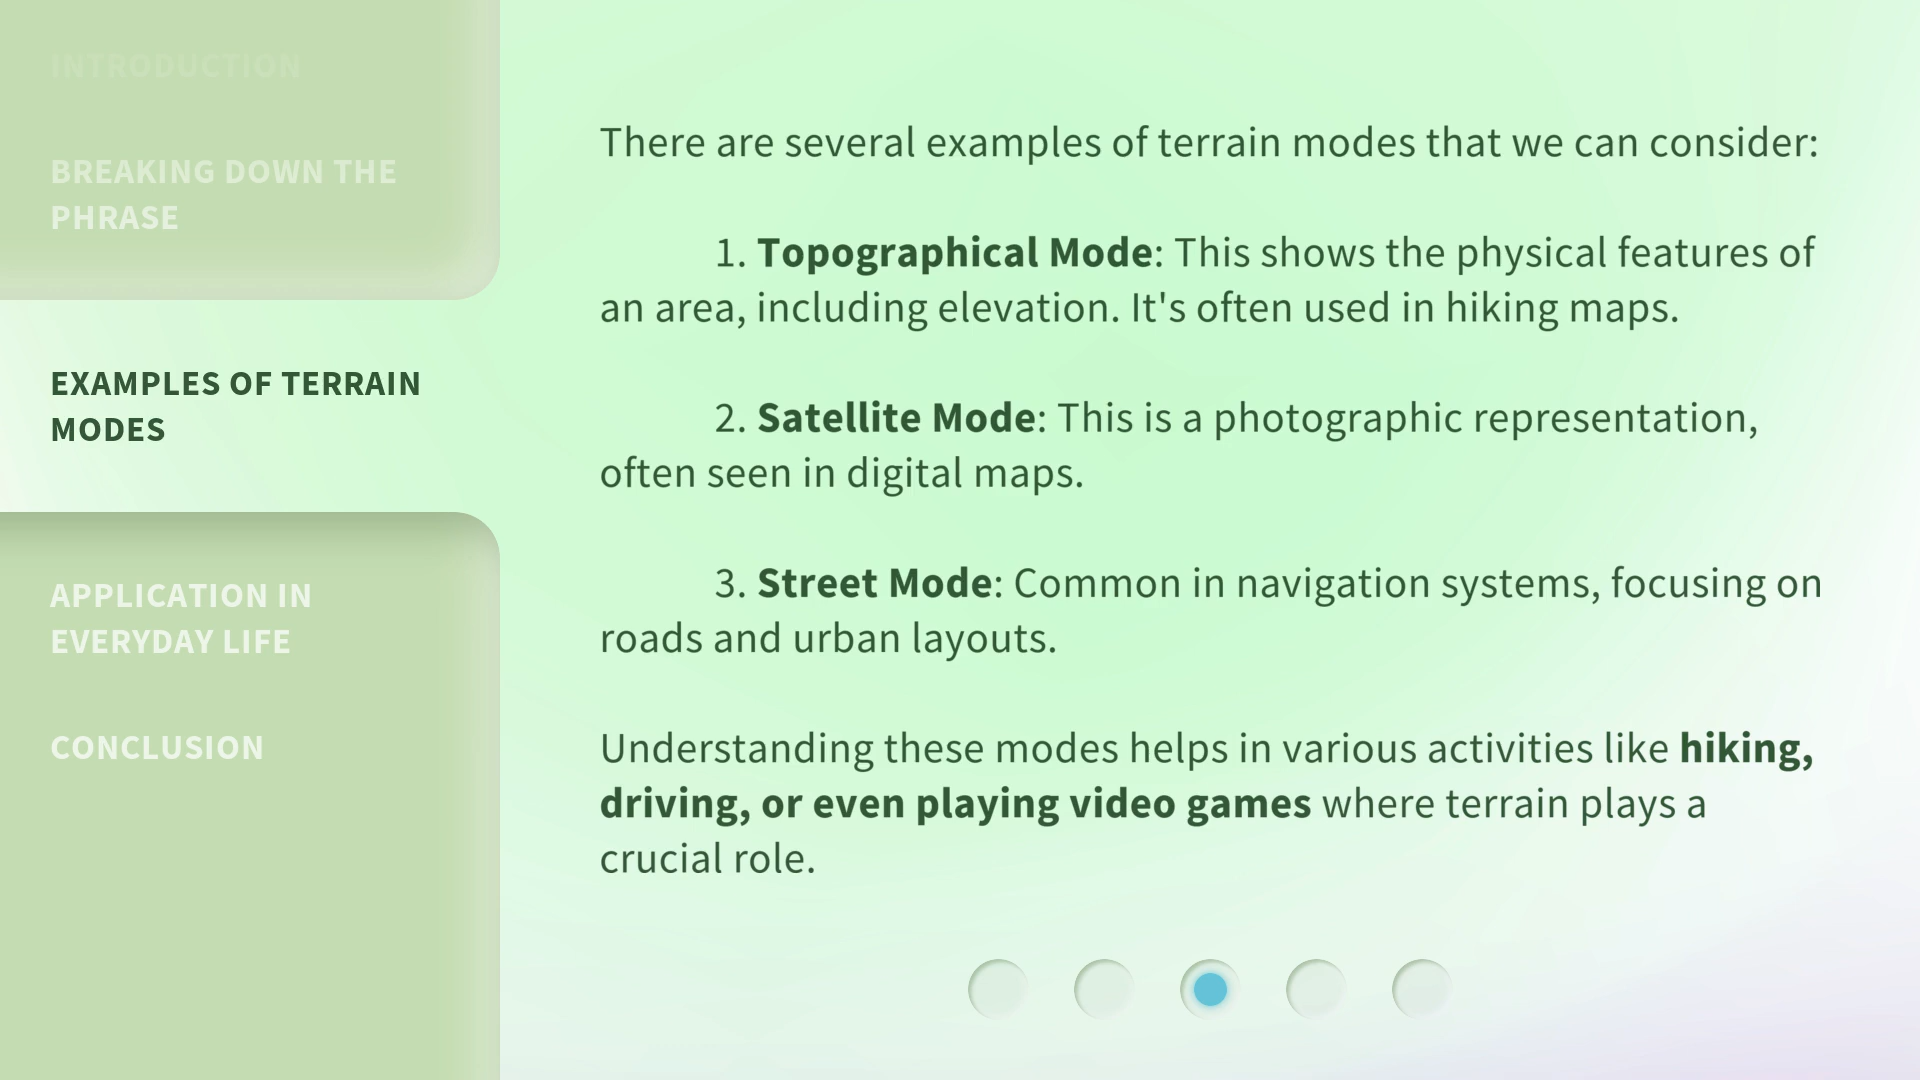 INTRODUCTION
BREAKING DOWN THE
PHRASE
EXAMPLES OF TERRAIN
MODES
APPLICATION IN
EVERYDAY LIFE
CONCLUSION
There are several examples of terrain modes that we can consider:
1. Topographical Mode: This shows the physical features of
an area, including elevation. It's often used in hiking maps.
2. Satellite Mode: This is a photographic representation,
often seen in digital maps.
3. Street Mode: Common in navigation systems, focusing on
roads and urban layouts.
Understanding these modes helps in various activities like hiking,
driving, or even playing video games where terrain plays a
crucial role.